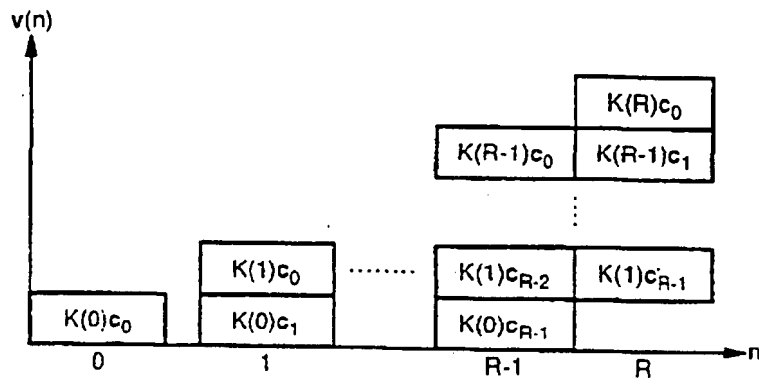 v(n)
K(R)c₀
K(R-1)c₀ K(R-1)c₁
K(1)c₀ K(1)c_R-2 K(1)c_R-1
K(0)c₀ K(0)c₁ K(0)c_R-1
n
0 1 R-1 R